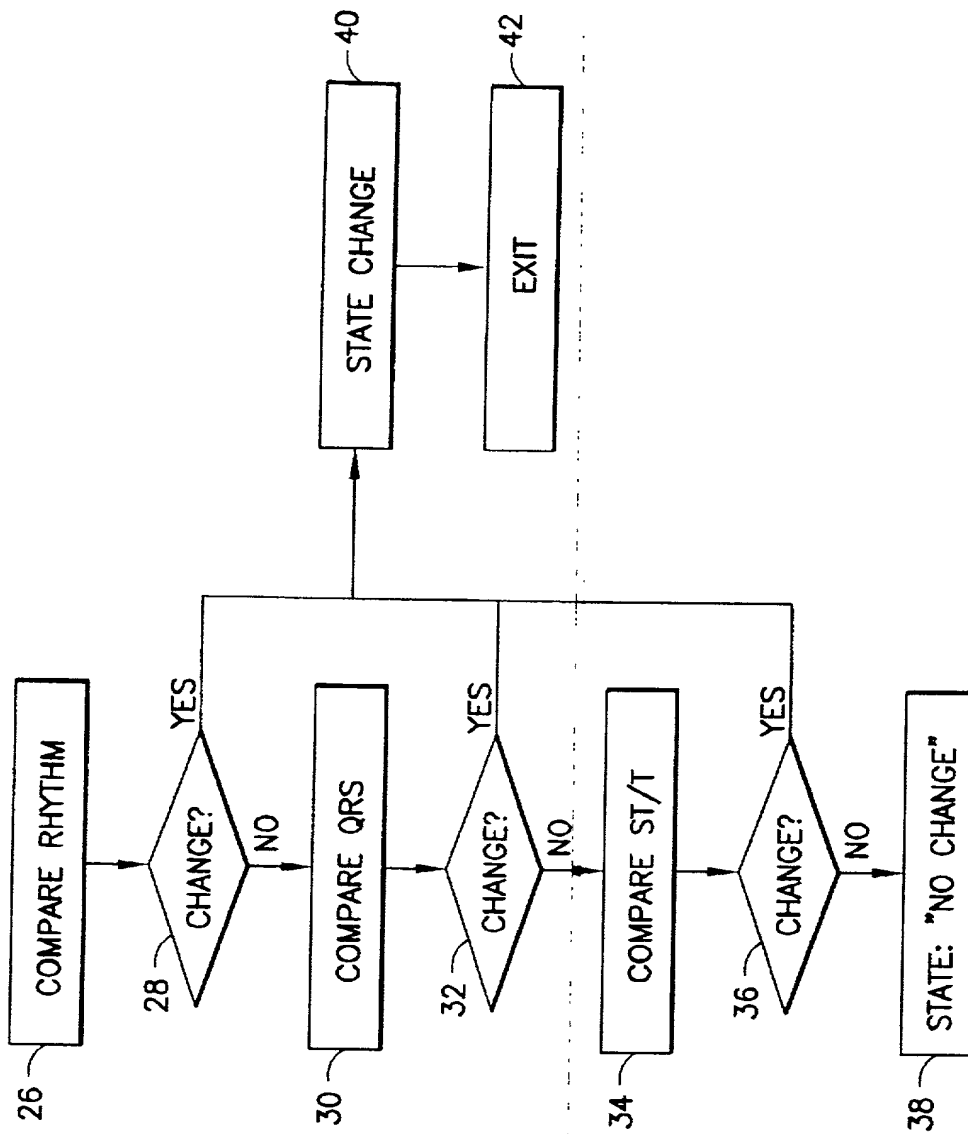 26
COMPARE RHYTHM
28
CHANGE?
YES
NO
30
COMPARE QRS
32
CHANGE?
YES
NO
34
COMPARE ST/T
36
CHANGE?
YES
NO
38
STATE: "NO CHANGE"
STATE CHANGE
40
EXIT
42